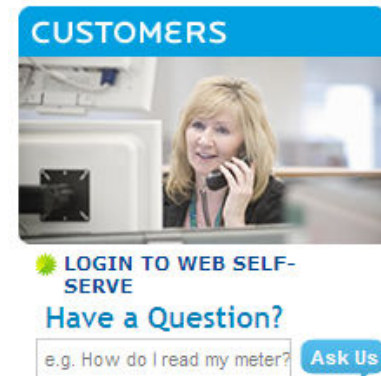 CUSTOMERS
LOGIN TO WEB SELF-
SERVE
Have a Question?
e.g. How do I read my meter?
Ask Us